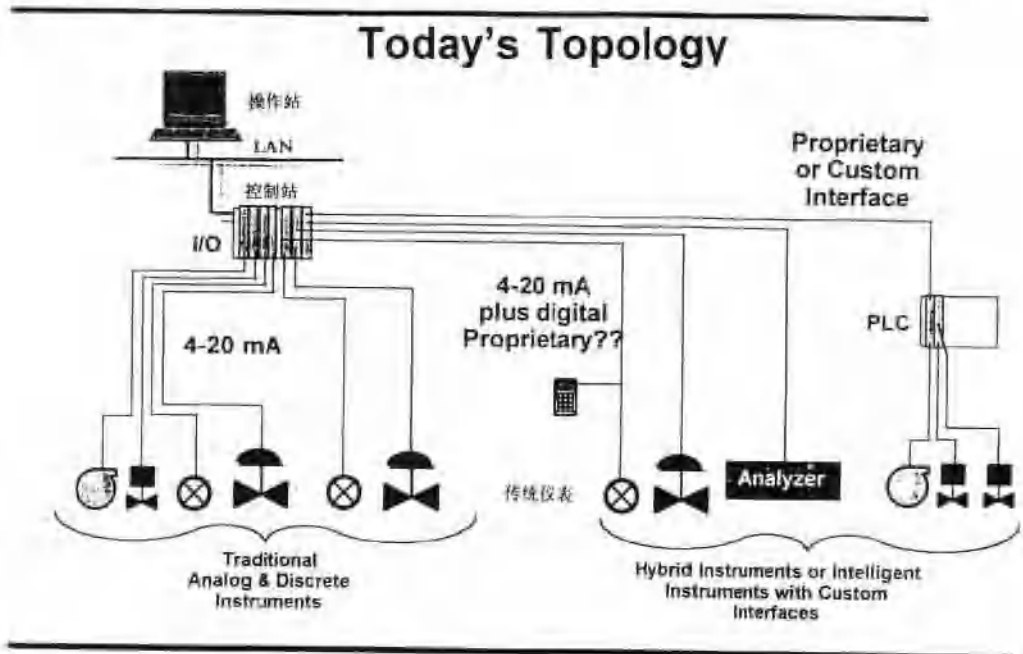 Today's Topology
操作站
LAN
控制站
I/O
Proprietary
or Custom
Interface
4-20 mA
4-20 mA
plus digital
Proprietary??
PLC
传统仪表
Analyzer
Traditional
Analog & Discrete
Instruments
Hybrid Instruments or Intelligent
Instruments with Custom
Interfaces